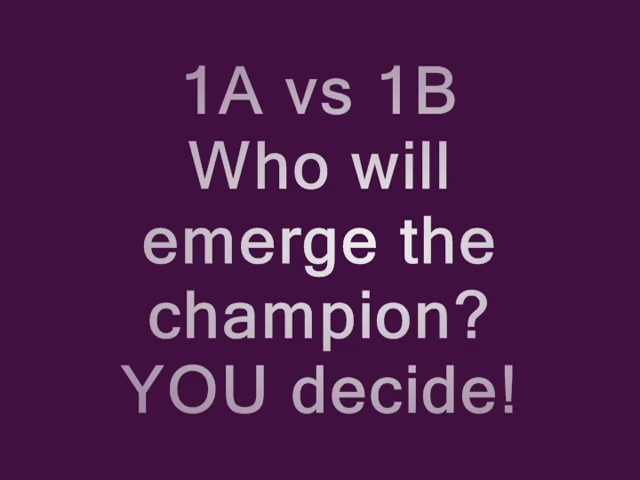 1A vs 1B
Who will
emerge the
champion?
YOU decide!